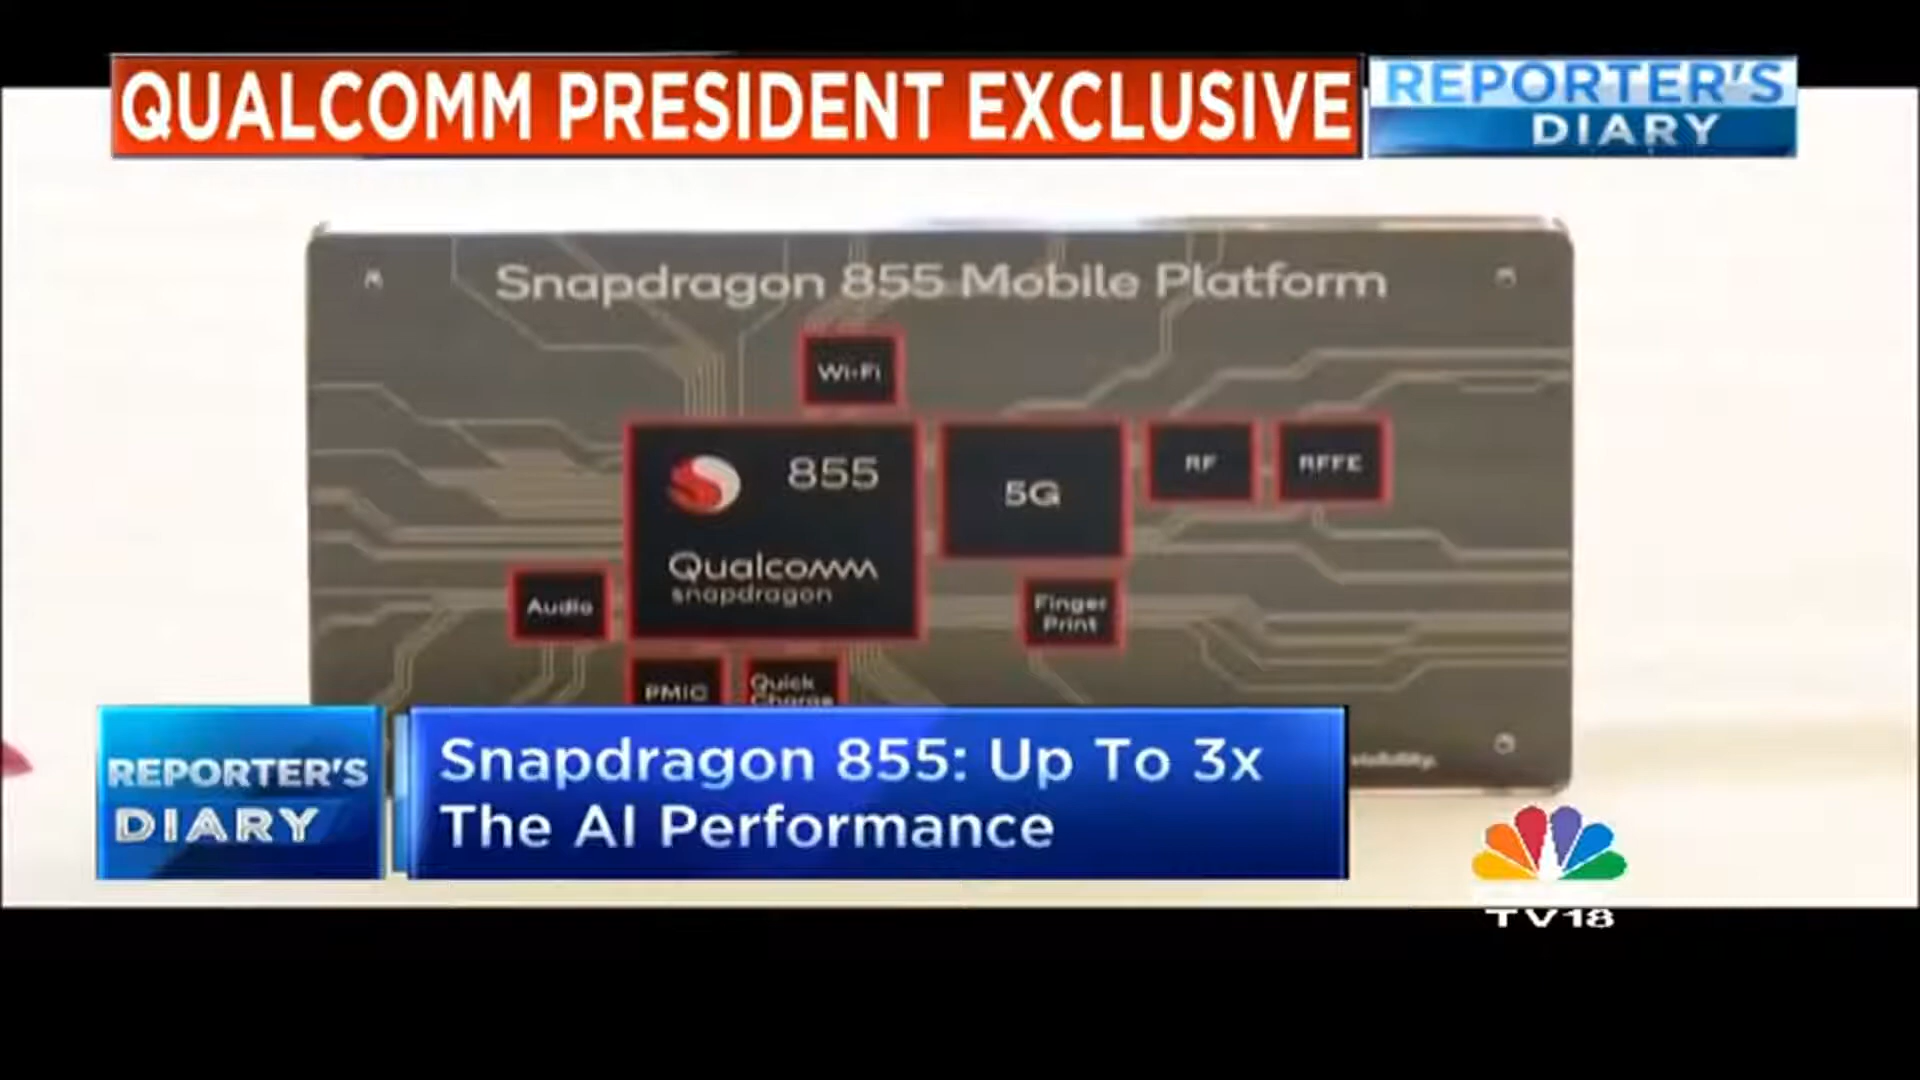 QUALCOMM PRESIDENT EXCLUSIVE
REPORTER'S
DIARY
Snapdragon 855 Mobile Platform
Wi-Fi
855
5G
RF
RFFE
Qualcomm
snapdragon
Audio
Finger
Print
PMIC
Quick
Charge
REPORTER'S
DIARY
Snapdragon 855: Up To 3x
The AI Performance
TV18